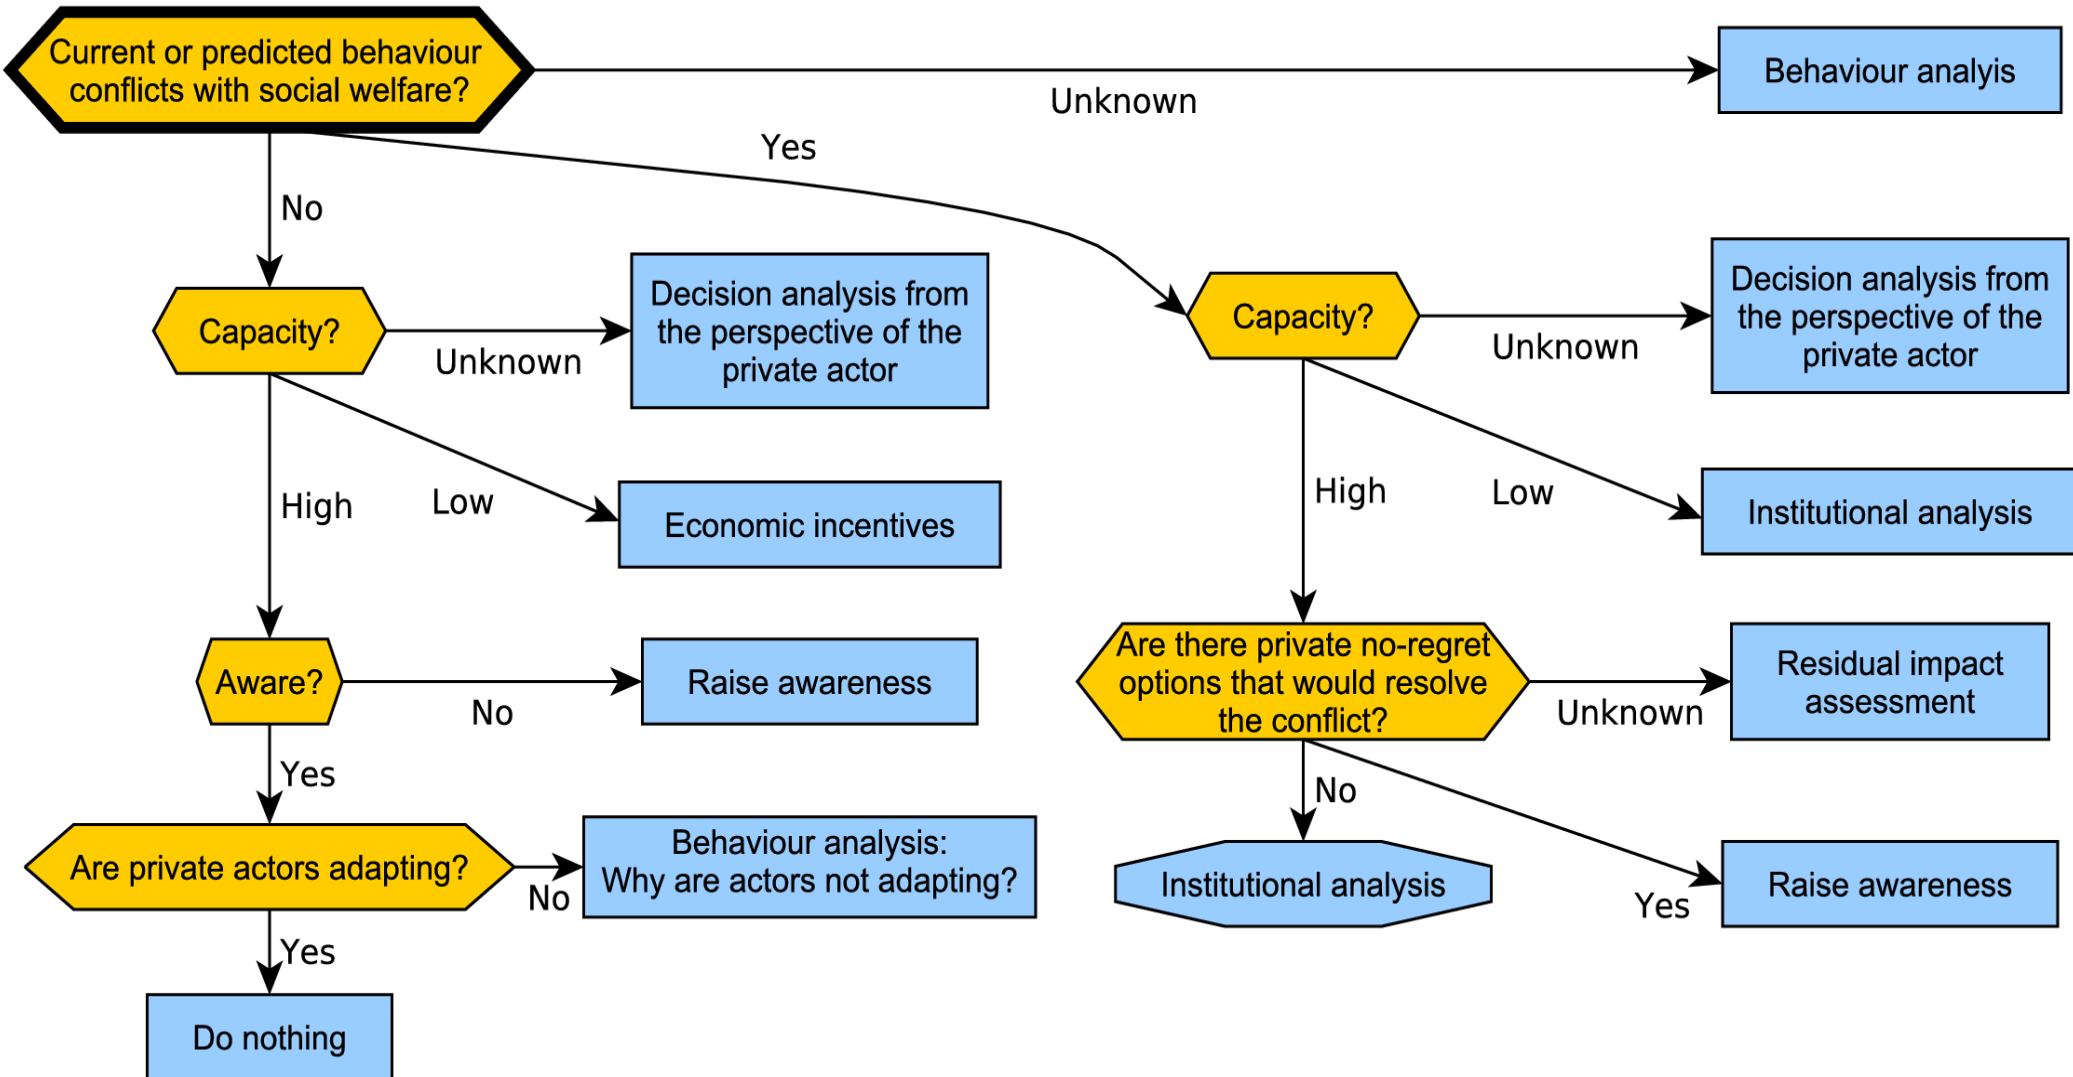 Current or predicted behaviour
conflicts with social welfare?
Unknown
Behaviour analyis
Yes
No
Capacity?
Unknown
Decision analysis from
the perspective of the
private actor
Capacity?
Unknown
Decision analysis from
the perspective of the
private actor
High
Low
Economic incentives
High
Low
Institutional analysis
Aware?
No
Raise awareness
Are there private no-regret
options that would resolve
the conflict?
Unknown
Residual impact
assessment
Yes
Are private actors adapting?
No
Behaviour analysis:
Why are actors not adapting?
No
Institutional analysis
Yes
Raise awareness
Yes
Do nothing